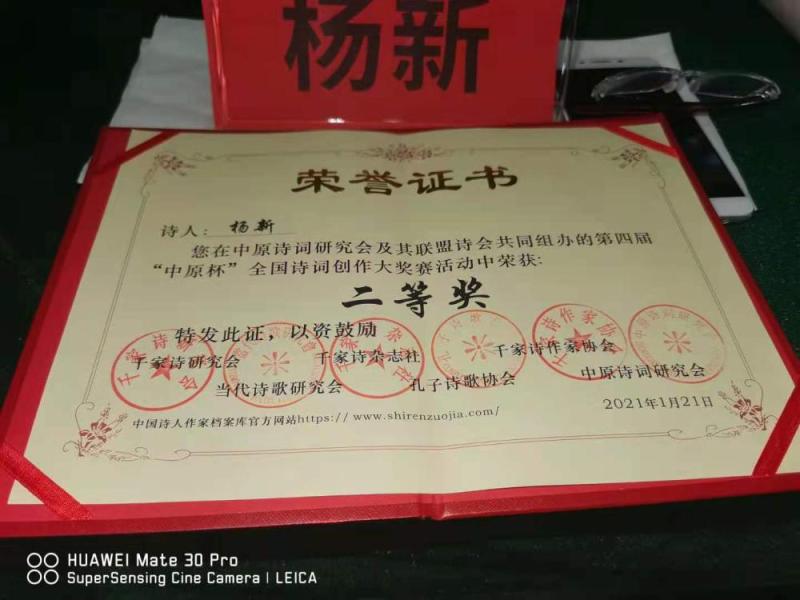 杨新
荣誉证书
诗人: 杨新
您在中原诗词研究会及其联盟诗会共同组办的第四届
“中原杯”全国诗词创作大奖赛活动中荣获:
二等奖
特发此证，以资鼓励
千家诗研究会 千家诗杂志社 千家诗作家协会
当代诗歌研究会 孔子诗歌协会 中原诗词研究会
2021年1月21日
中国诗人作家档案库官方网站https://www.shirenzuojia.com/
HUAWEI Mate 30 Pro
SuperSensing Cine Camera | LEICA